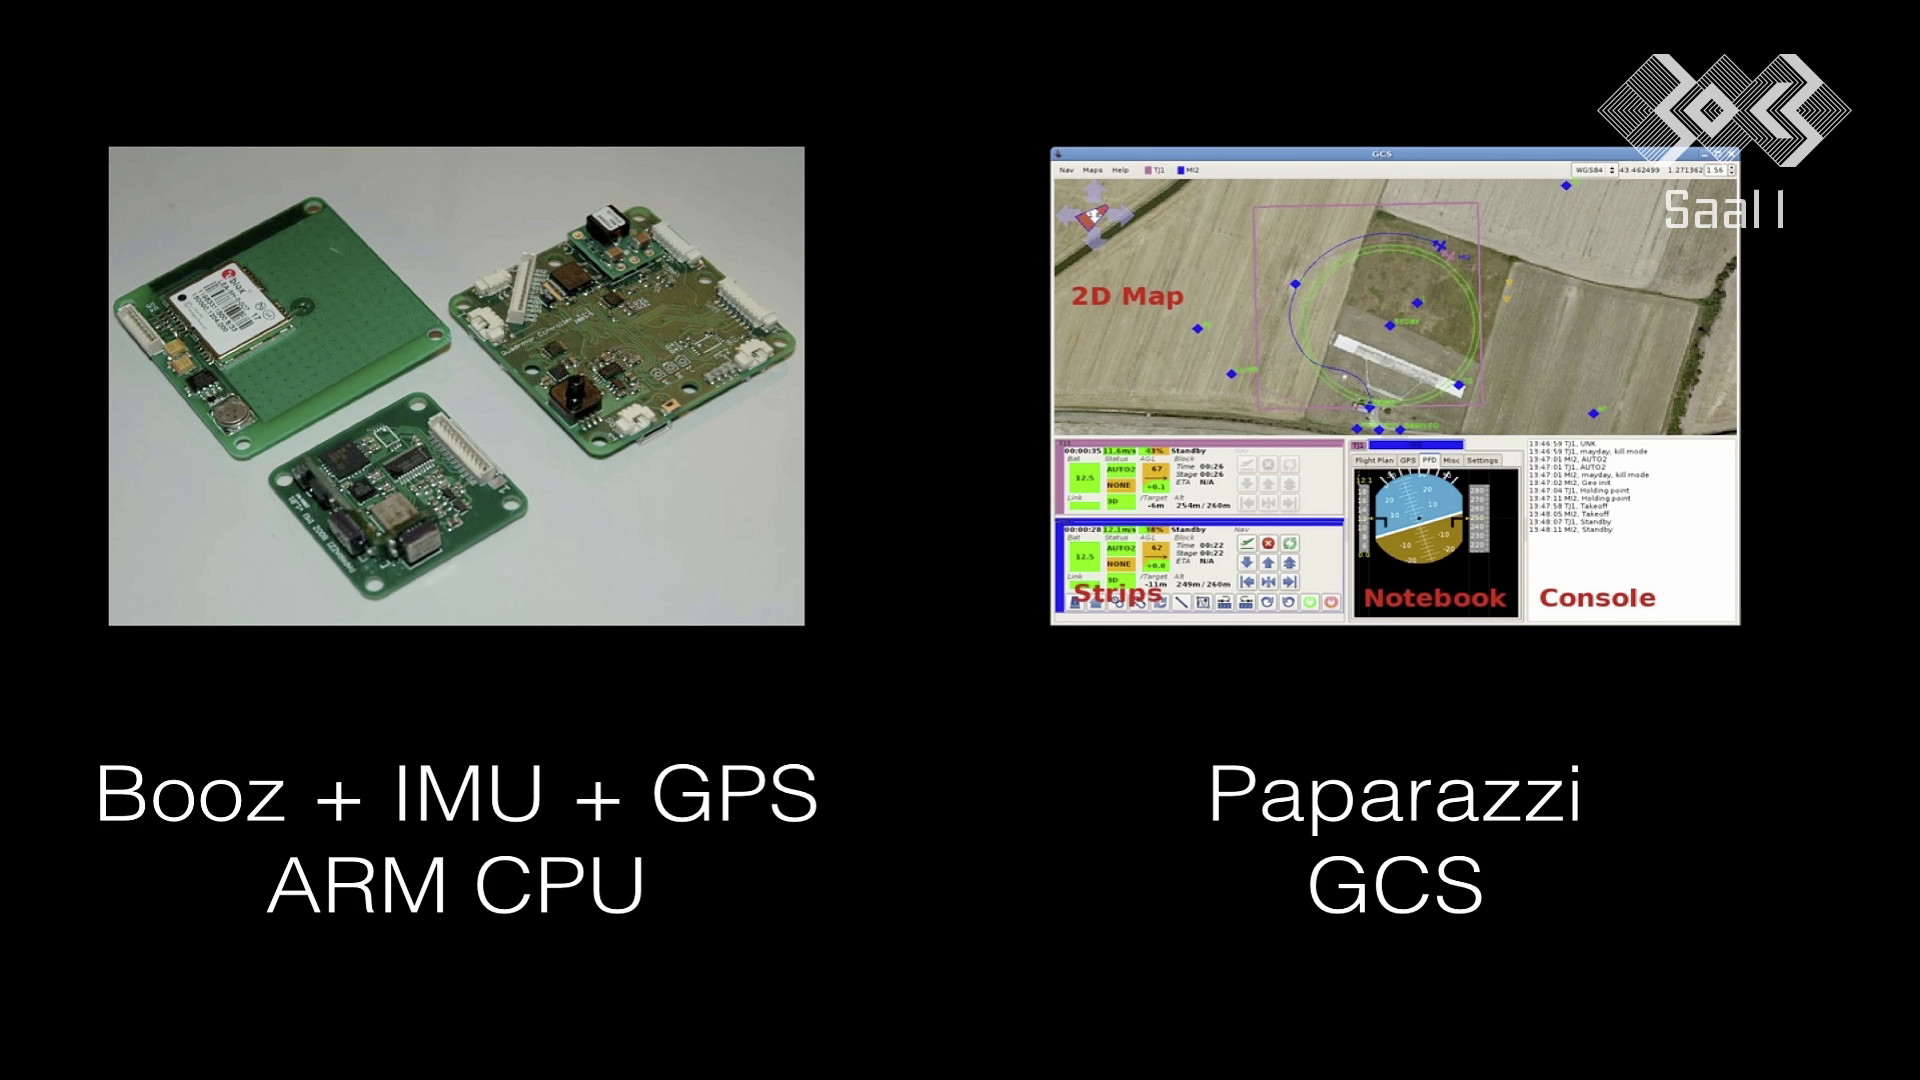 30C3
Saal 1
GCS
Nav Maps Help TJ1 MI2 WGS84 43.462499 1.271362 1.56
2D Map
00:00:35 11.6m/s 43% Standby Nav
Bat Status AGL Block
12.5 AUTO2 67 Time 00:26
Stage 00:26
NONE +0.1 ETA N/A
Link /Target Alt
3D -6m 254m/260m
00:00:28 12.1m/s 38% Standby Nav
Bat Status AGL Block
12.5 AUTO2 62 Time 00:22
Stage 00:22
NONE +0.0 ETA N/A
Link /Target Alt
3D -11m 249m/260m
Strips
TJ1
Flight Plan GPS PFD Misc Settings
Notebook
13:46:59 TJ1, UNK
13:46:59 TJ1, mayday, kill mode
13:47:01 MI2, AUTO2
13:47:01 TJ1, AUTO2
13:47:01 MI2, mayday, kill mode
13:47:02 MI2, Geo init
13:47:04 TJ1, Holding point
13:47:11 MI2, Holding point
13:47:58 TJ1, Takeoff
13:48:05 MI2, Takeoff
13:48:07 TJ1, Standby
13:48:11 MI2, Standby
Console
Booz + IMU + GPS
ARM CPU
Paparazzi
GCS